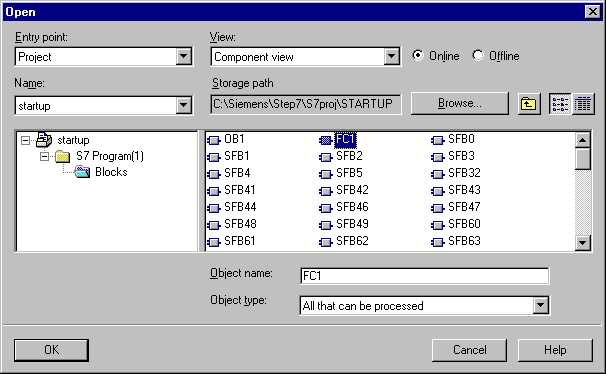 Open
Entry point: View:
Project Component view Online Offline
Name: Storage path
startup C:\Siemens\Step7\S7proj\STARTUP Browse...
startup OB1 FC1 SFB0
S7 Program(1) SFB1 SFB2 SFB3
Blocks SFB4 SFB5 SFB32
SFB41 SFB42 SFB43
SFB44 SFB46 SFB47
SFB48 SFB49 SFB60
SFB61 SFB62 SFB63
Object name: FC1
Object type: All that can be processed
OK Cancel Help